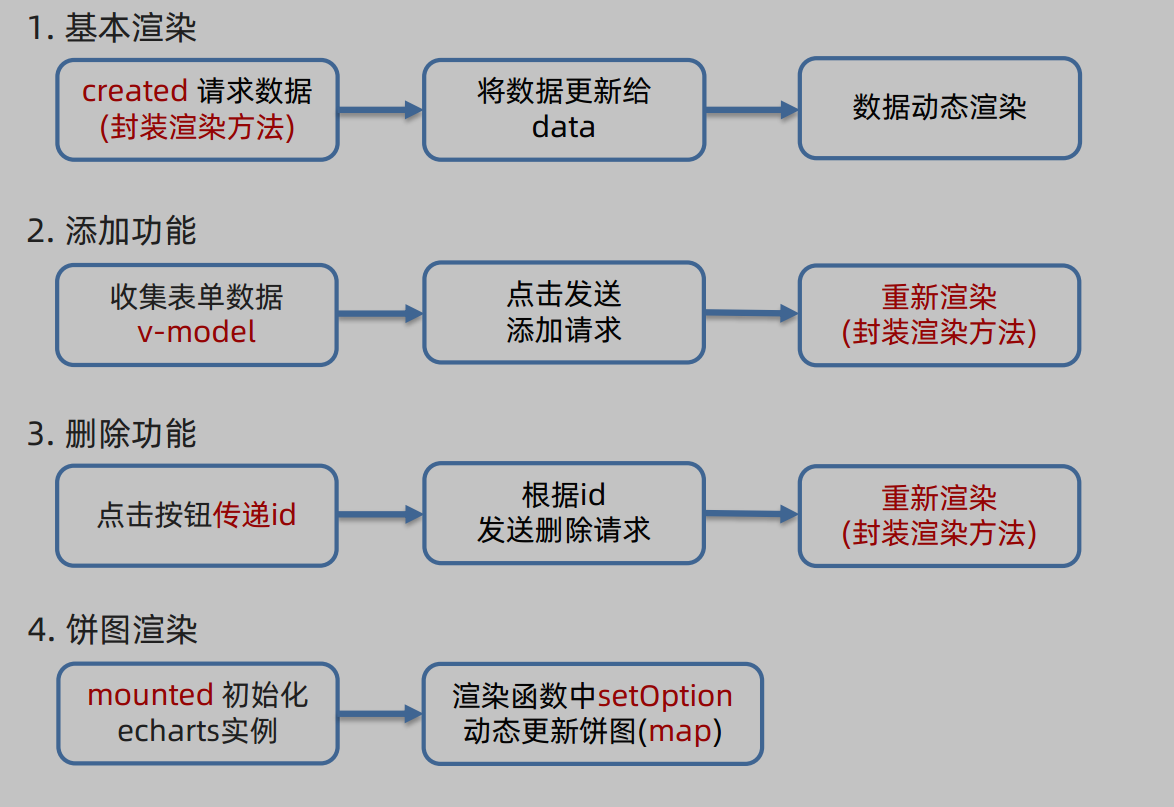 1. 基本渲染
created 请求数据
(封装渲染方法)
将数据更新给
data
数据动态渲染
2. 添加功能
收集表单数据
v-model
点击发送
添加请求
重新渲染
(封装渲染方法)
3. 删除功能
点击按钮传递id
根据id
发送删除请求
重新渲染
(封装渲染方法)
4. 饼图渲染
mounted 初始化
echarts实例
渲染函数中setOption
动态更新饼图(map)